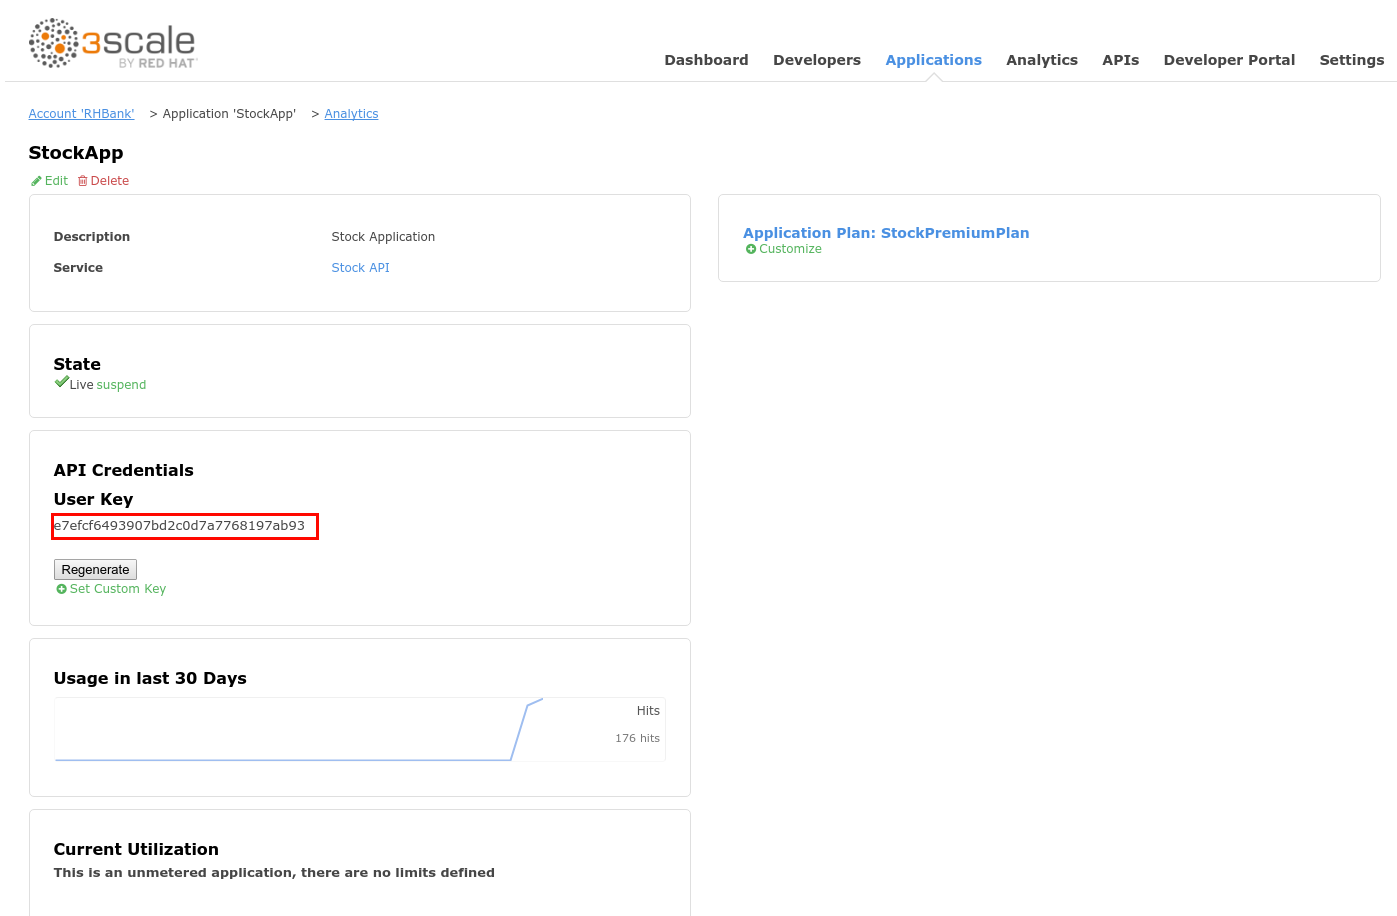 3scale
BY RED HAT
Dashboard Developers Applications Analytics APIs Developer Portal Settings
Account 'RHBank' > Application 'StockApp' > Analytics
StockApp
Edit Delete
Description Stock Application
Service Stock API
Application Plan: StockPremiumPlan
Customize
State
Live suspend
API Credentials
User Key
e7efcf6493907bd2c0d7a7768197ab93
Regenerate
Set Custom Key
Usage in last 30 Days
Hits
176 hits
Current Utilization
This is an unmetered application, there are no limits defined